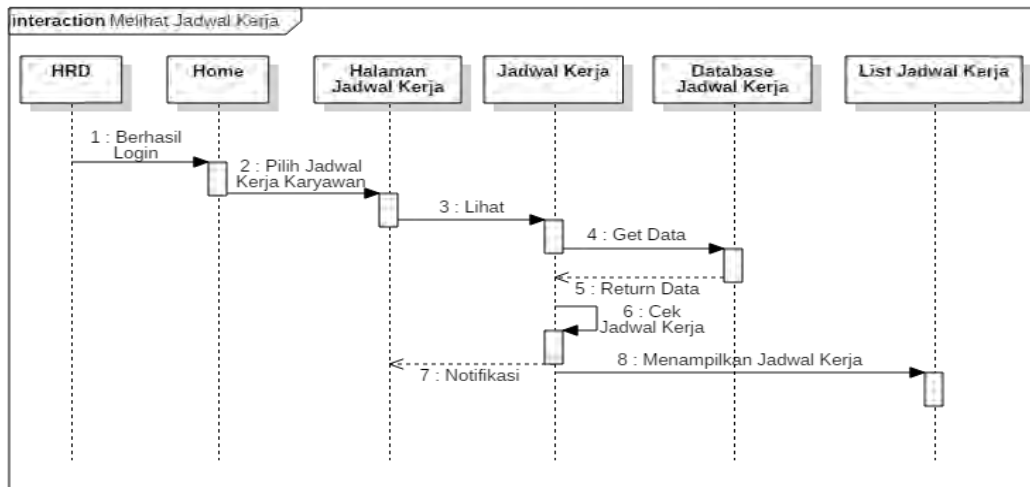 interaction Melihat Jadwal Kerja
HRD
Home
Halaman
Jadwal Kerja
Jadwal Kerja
Database
Jadwal Kerja
List Jadwal Kerja
1 : Berhasil
Login
2 : Pilih Jadwal
Kerja Karyawan
3 : Lihat
4 : Get Data
5 : Return Data
6 : Cek
Jadwal Kerja
7 : Notifikasi
8 : Menampilkan Jadwal Kerja